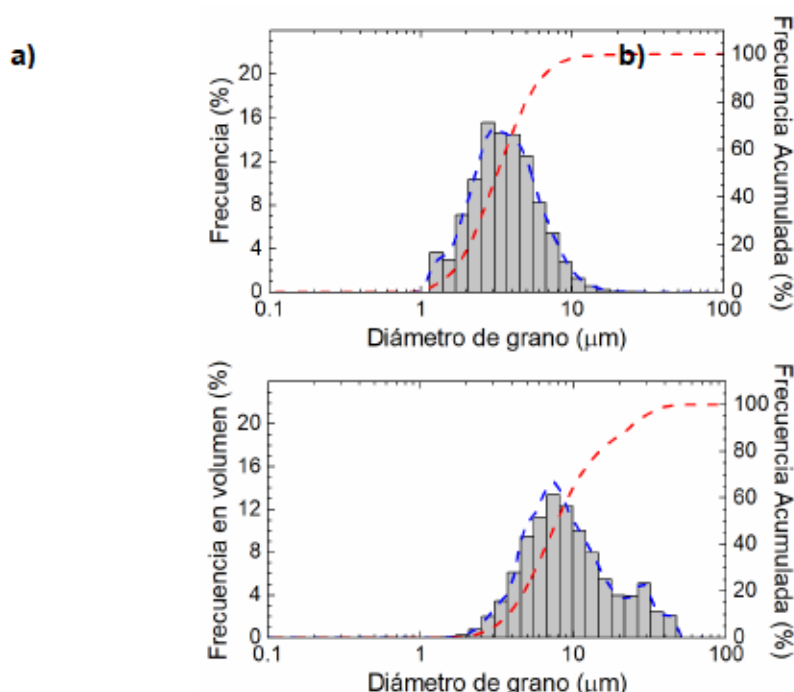 a)
b)
Frecuencia (%)
24
20
16
12
8
4
0
100
80
60
40
20
0
Frecuencia Acumulada (%)
0.1 1 10 100
Diámetro de grano (μm)
Frecuencia en volumen (%)
20
16
12
8
4
0
100
80
60
40
20
0
Frecuencia Acumulada (%)
0.1 1 10 100
Diámetro de grano (μm)